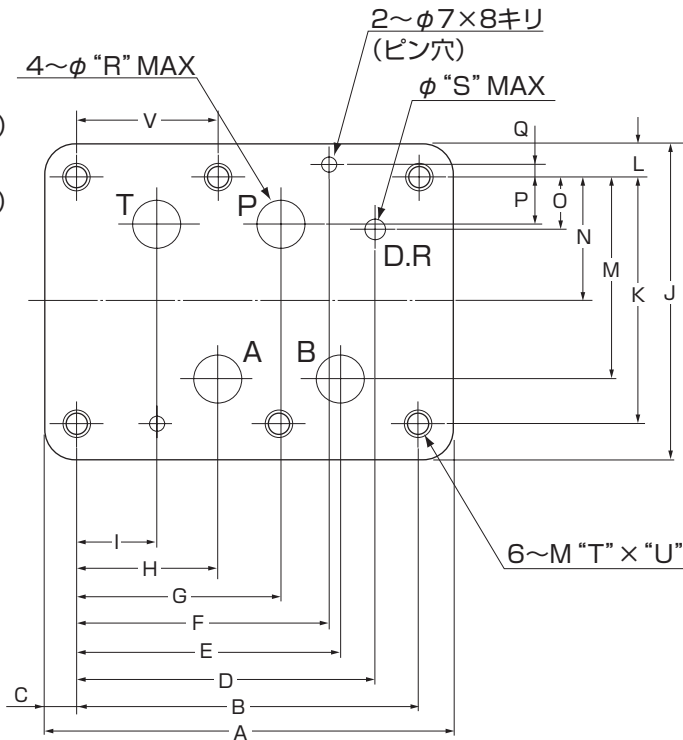 2～φ7×8キリ
(ピン穴)
4～φ “R” MAX
φ “S” MAX
)
)
V
Q
L
T
P
P
O
N
D.R
M
K
J
A
B
I
H
G
F
E
D
C
B
A
6～M “T” × “U”